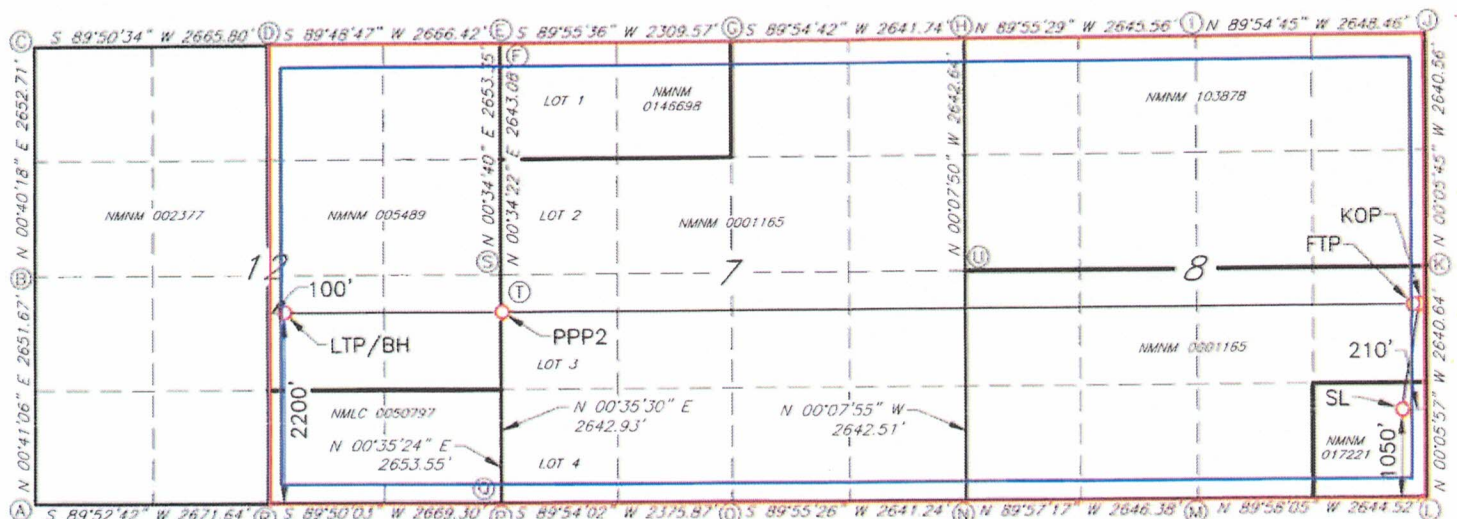 C S 89°50'34" W 2665.80' D S 89°48'47" W 2666.42' E S 89°55'36" W 2309.57' G S 89°54'42" W 2641.74' H N 89°55'29" W 2645.56' I N 89°54'45" W 2648.46' J
N 00°40'18" E 2652.71'
N 00°34'40" E 2653.35'
F
N 00°34'22" E 2643.08'
LOT 1
NMNM
0146698
N 00°07'50" W 2642.64'
NMNM 103878
N 00°05'45" W 2640.56'
NMNM 002377
NMNM 005489
LOT 2
NMNM 0001165
KOP
FTP
B
12
S
7
U
8
K
100'
T
LTP/BH
PPP2
LOT 3
NMNM 0001165
210'
N 00°41'06" E 2651.67'
2200'
NMLC 0050797
N 00°35'30" E
2642.93'
N 00°07'55" W
2642.51'
SL
N 00°05'57" W 2640.64'
N 00°35'24" E
2653.55'
LOT 4
NMNM
017221
1050'
Q
A S 89°52'42" W 2671.64' S 89°50'03" W 2669.30' P S 89°54'02" W 2375.87' O S 89°55'26" W 2641.24' N N 89°57'17" W 2646.38' M N 89°56'05" W 2644.52' L